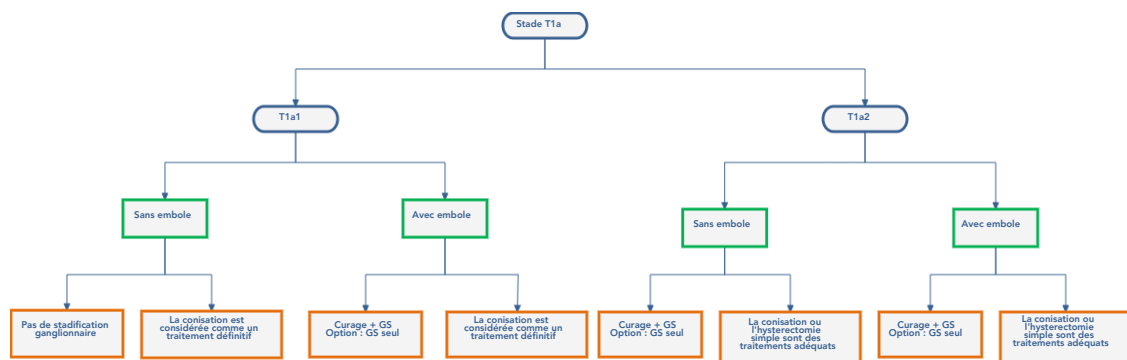 Stade T1a
T1a1
T1a2
Sans embole
Avec embole
Sans embole
Avec embole
Pas de stadification
ganglionnaire
La conisation est
considérée comme un
traitement définitif
Curage + GS
Option : GS seul
La conisation est
considérée comme un
traitement définitif
Curage + GS
Option : GS seul
La conisation ou
l'hysterectomie
simple sont des
traitements adéquats
Curage + GS
Option : GS seul
La conisation ou
l'hysterectomie
simple sont des
traitements adéquats